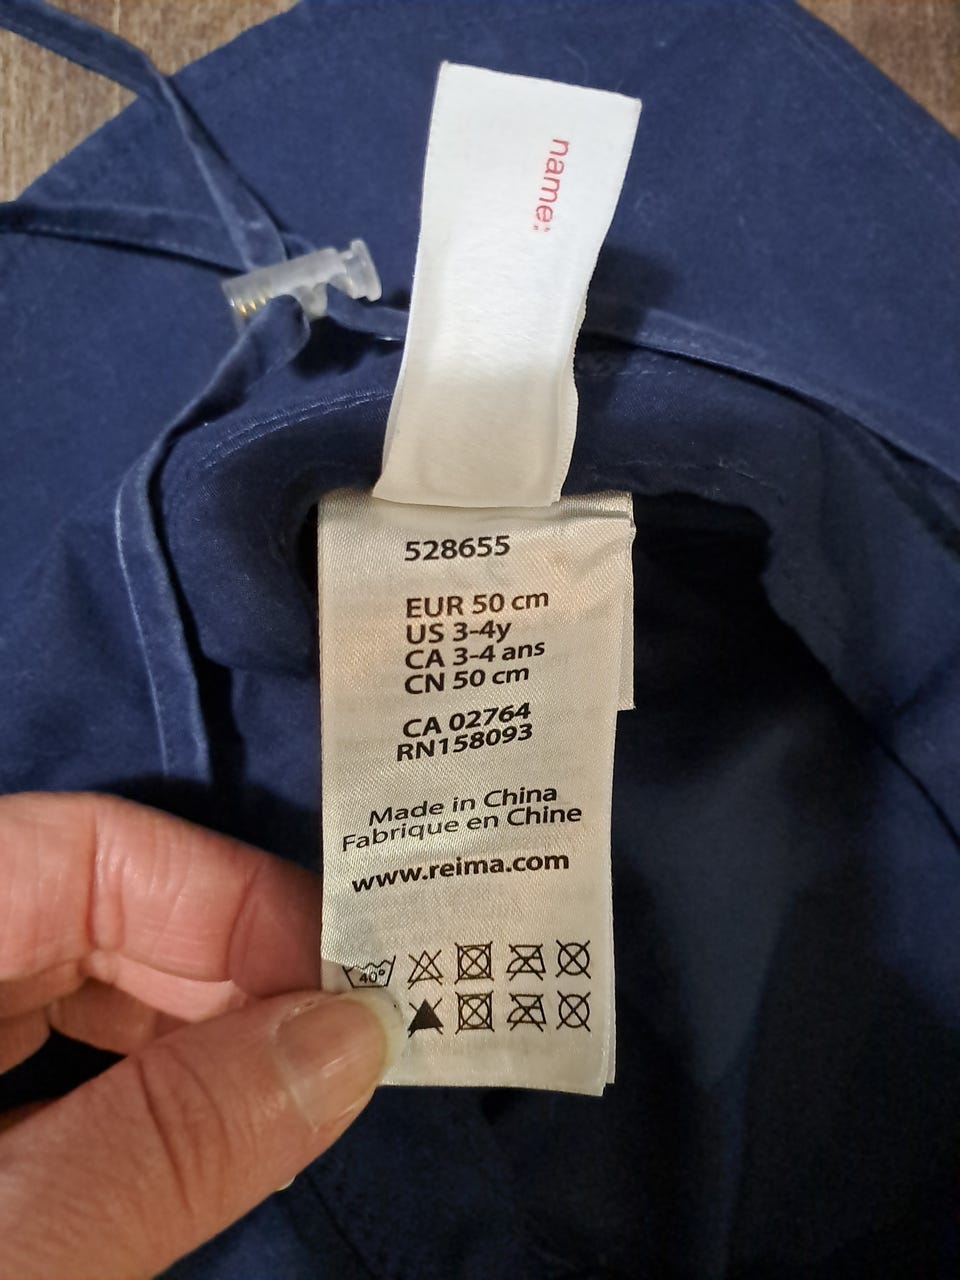 name:
528655
EUR 50 cm
US 3-4y
CA 3-4 ans
CN 50 cm
CA 02764
RN158093
Made in China
Fabrique en Chine
www.reima.com
40°